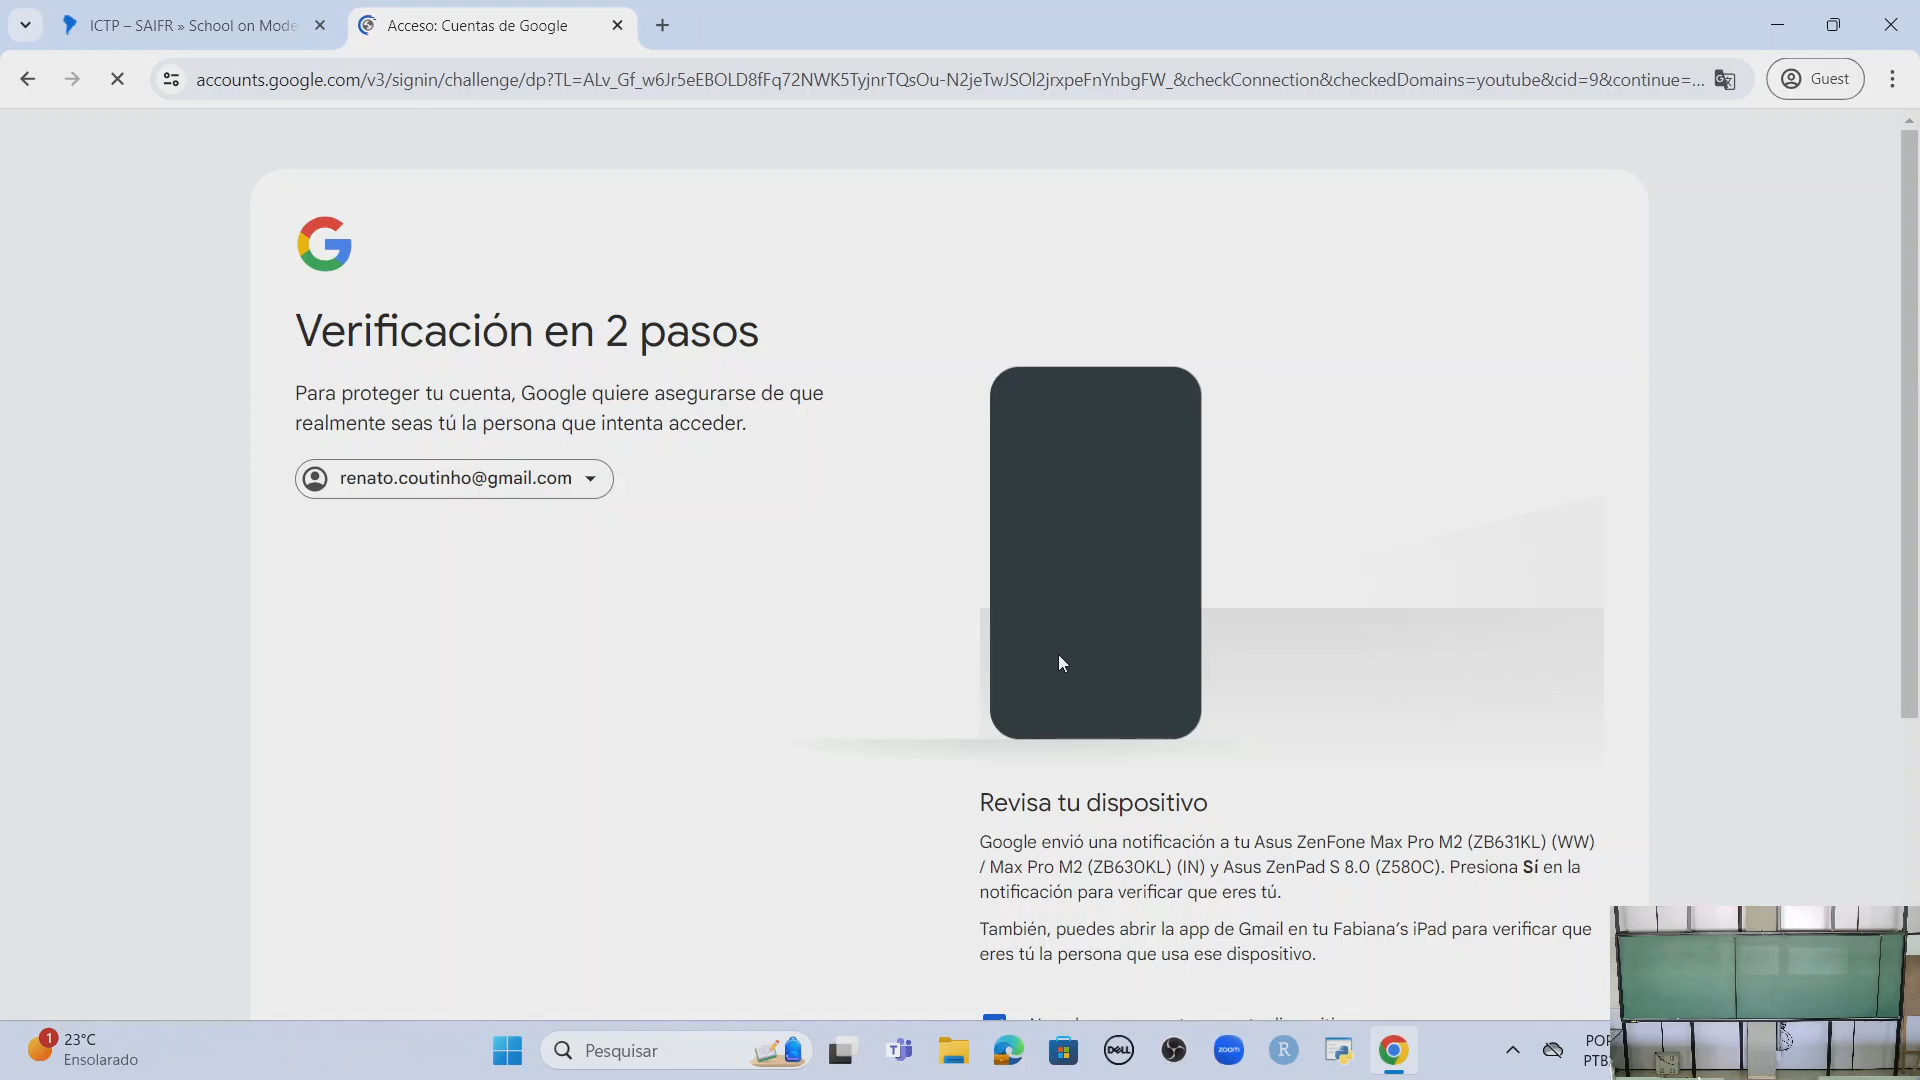 ICTP – SAIFR » School on Mode
Acceso: Cuentas de Google
accounts.google.com/v3/signin/challenge/dp?TL=ALv_Gf_w6Jr5eEBOLD8fFq72NWK5TyjnrTQsOu-N2jeTwJSOl2jrxpeFnYnbgFW_&checkConnection&checkedDomains=youtube&cid=9&continue=...
Guest
Verificación en 2 pasos
Para proteger tu cuenta, Google quiere asegurarse de que
realmente seas tú la persona que intenta acceder.
renato.coutinho@gmail.com
Revisa tu dispositivo
Google envió una notificación a tu Asus ZenFone Max Pro M2 (ZB631KL) (WW)
/ Max Pro M2 (ZB630KL) (IN) y Asus ZenPad S 8.0 (Z580C). Presiona Sí en la
notificación para verificar que eres tú.
También, puedes abrir la app de Gmail en tu Fabiana’s iPad para verificar que
eres tú la persona que usa ese dispositivo.
1
23°C
Ensolarado
Pesquisar
DELL
zoom
R
POR
PTB